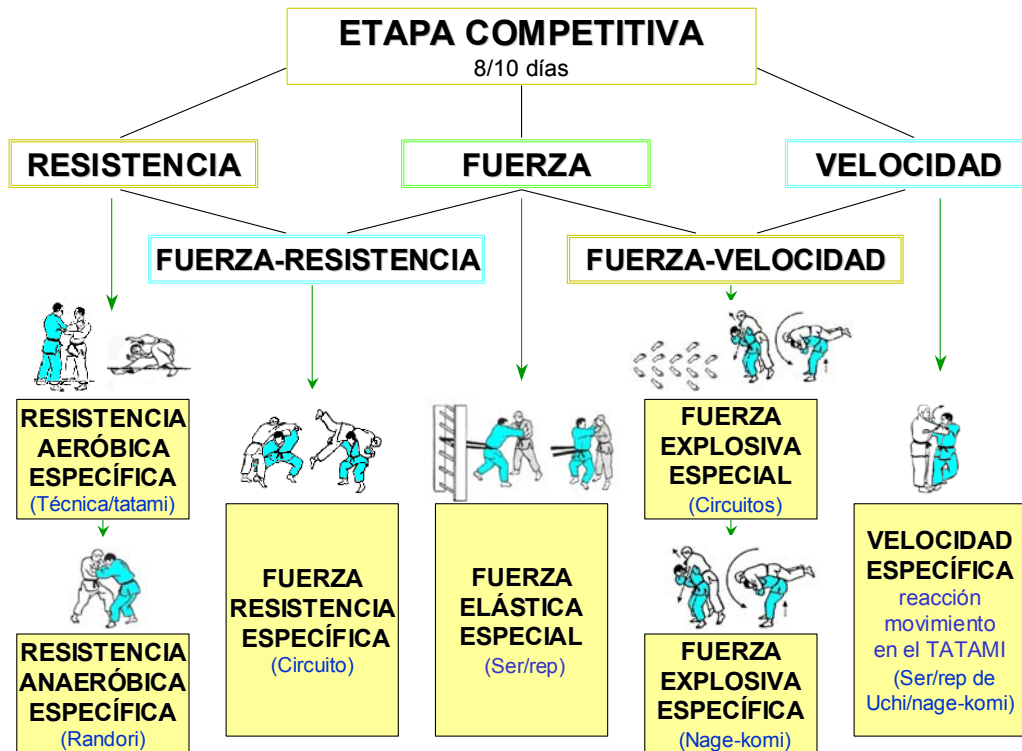 ETAPA COMPETITIVA
8/10 días
RESISTENCIA
FUERZA
VELOCIDAD
FUERZA-RESISTENCIA
FUERZA-VELOCIDAD
RESISTENCIA
AERÓBICA
ESPECÍFICA
(Técnica/tatami)
RESISTENCIA
ANAERÓBICA
ESPECÍFICA
(Randori)
FUERZA
RESISTENCIA
ESPECÍFICA
(Circuito)
FUERZA
ELÁSTICA
ESPECIAL
(Ser/rep)
FUERZA
EXPLOSIVA
ESPECIAL
(Circuitos)
FUERZA
EXPLOSIVA
ESPECÍFICA
(Nage-komi)
VELOCIDAD
ESPECÍFICA
reacción
movimiento
en el TATAMI
(Ser/rep de
Uchi/nage-komi)